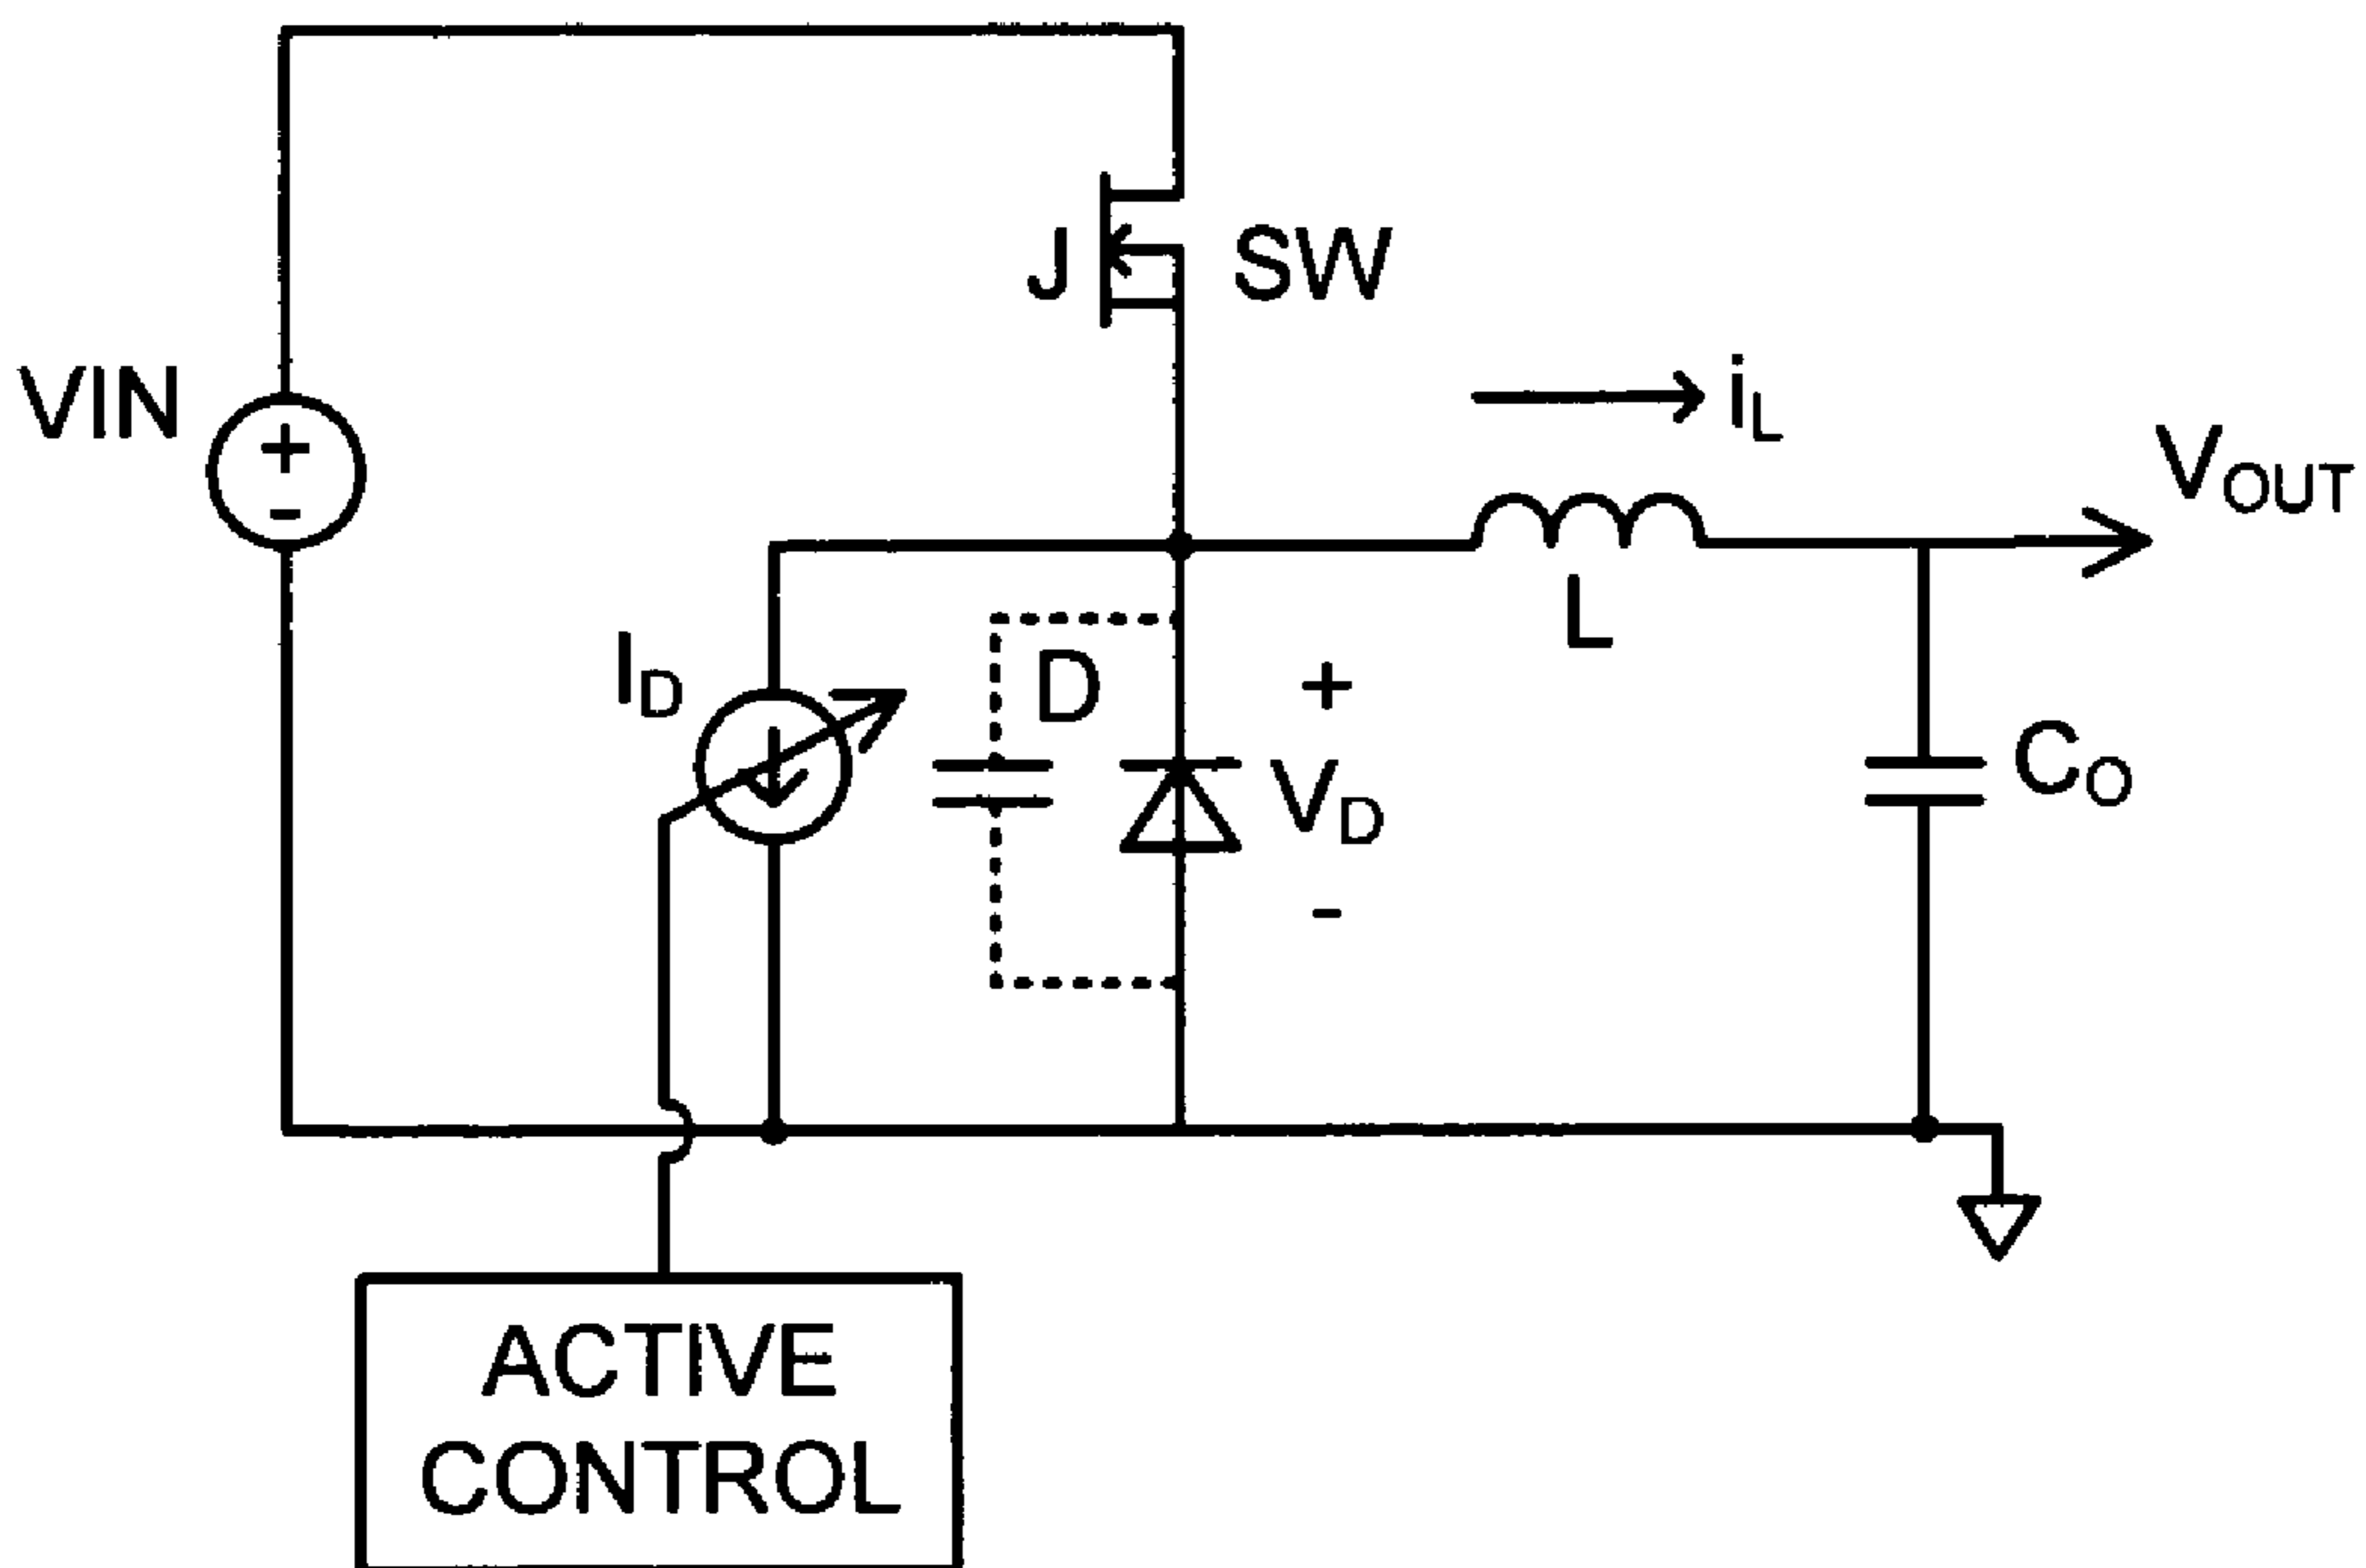 J
SW
VIN
+
-
iL
VOUT
L
ID
D
+
VD
-
CO
ACTIVE
CONTROL